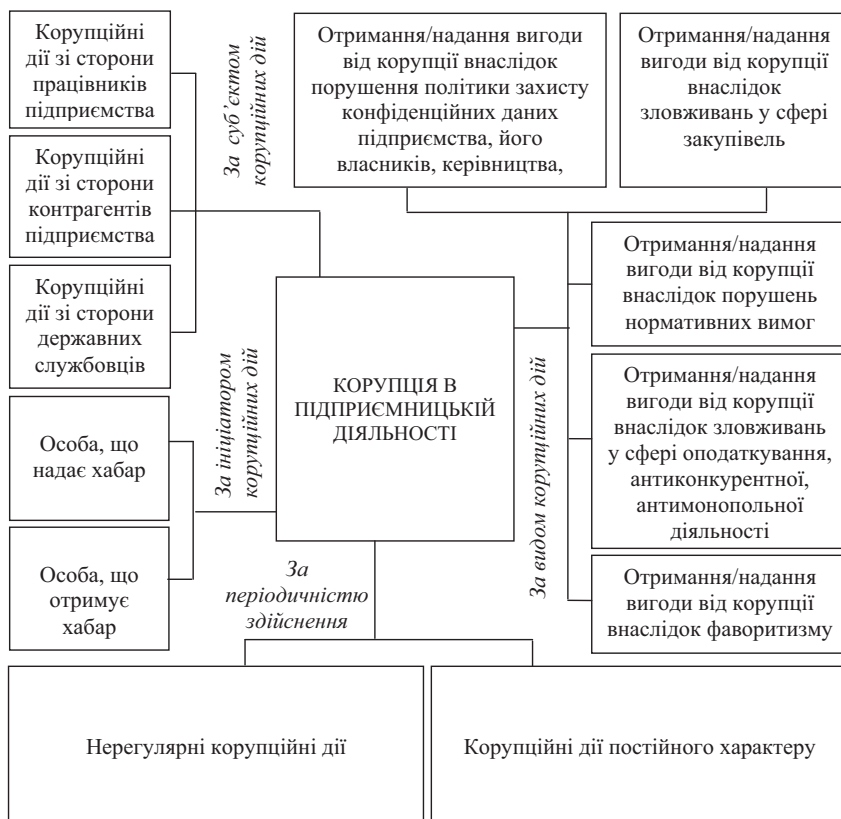 Корупційні
дії зі сторони
працівників
підприємства
Корупційні
дії зі сторони
контрагентів
підприємства
Корупційні
дії зі сторони
державних
службовців
Особа, що
надає хабар
Особа, що
отримує
хабар
За суб’єктом
корупційних дій
За ініціатором
корупційних дій
Отримання/надання вигоди
від корупції внаслідок
порушення політики захисту
конфіденційних даних
підприємства, його
власників, керівництва,
Отримання/надання
вигоди від корупції
внаслідок
зловживань у сфері
закупівель
КОРУПЦІЯ В
ПІДПРИЄМНИЦЬКІЙ
ДІЯЛЬНОСТІ
За видом корупційних дій
Отримання/надання
вигоди від корупції
внаслідок порушень
нормативних вимог
Отримання/надання
вигоди від корупції
внаслідок зловживань
у сфері оподаткування,
антиконкурентної,
антимонопольної
діяльності
Отримання/надання
вигоди від корупції
внаслідок фаворитизму
За
періодичністю
здійснення
Нерегулярні корупційні дії
Корупційні дії постійного характеру